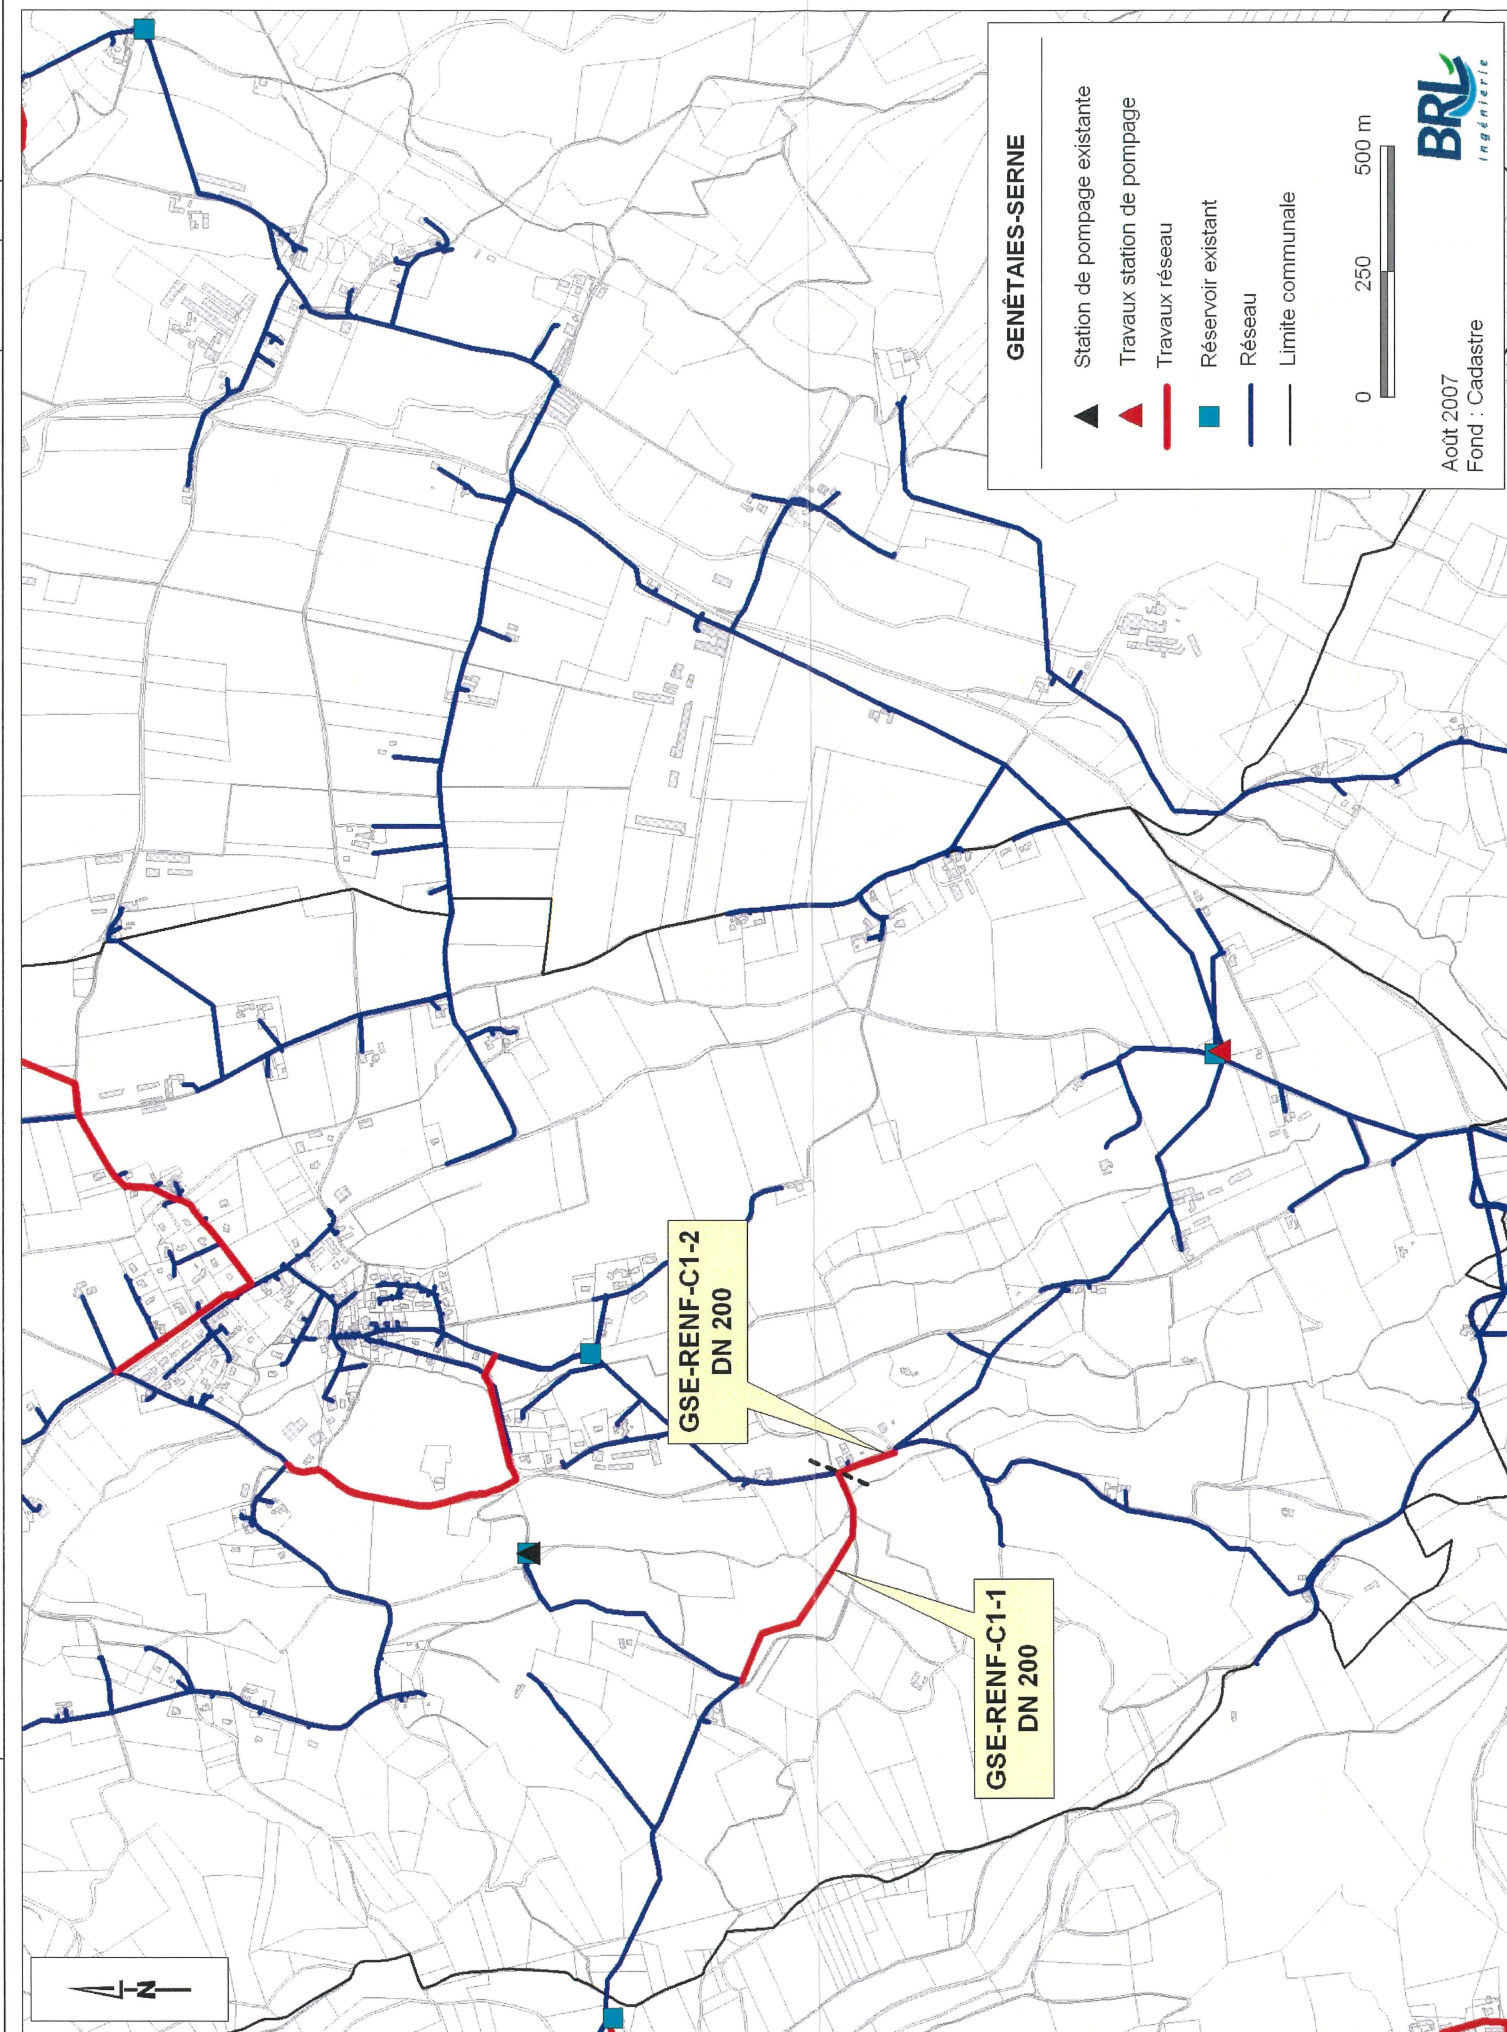 GENÊTAIES-SERNE
Station de pompage existante
Travaux station de pompage
Travaux réseau
Réservoir existant
Réseau
Limite communale
0 250 500 m
Août 2007
Fond : Cadastre
BRL
Ingénierie
GSE-RENF-C1-2
DN 200
GSE-RENF-C1-1
DN 200
N